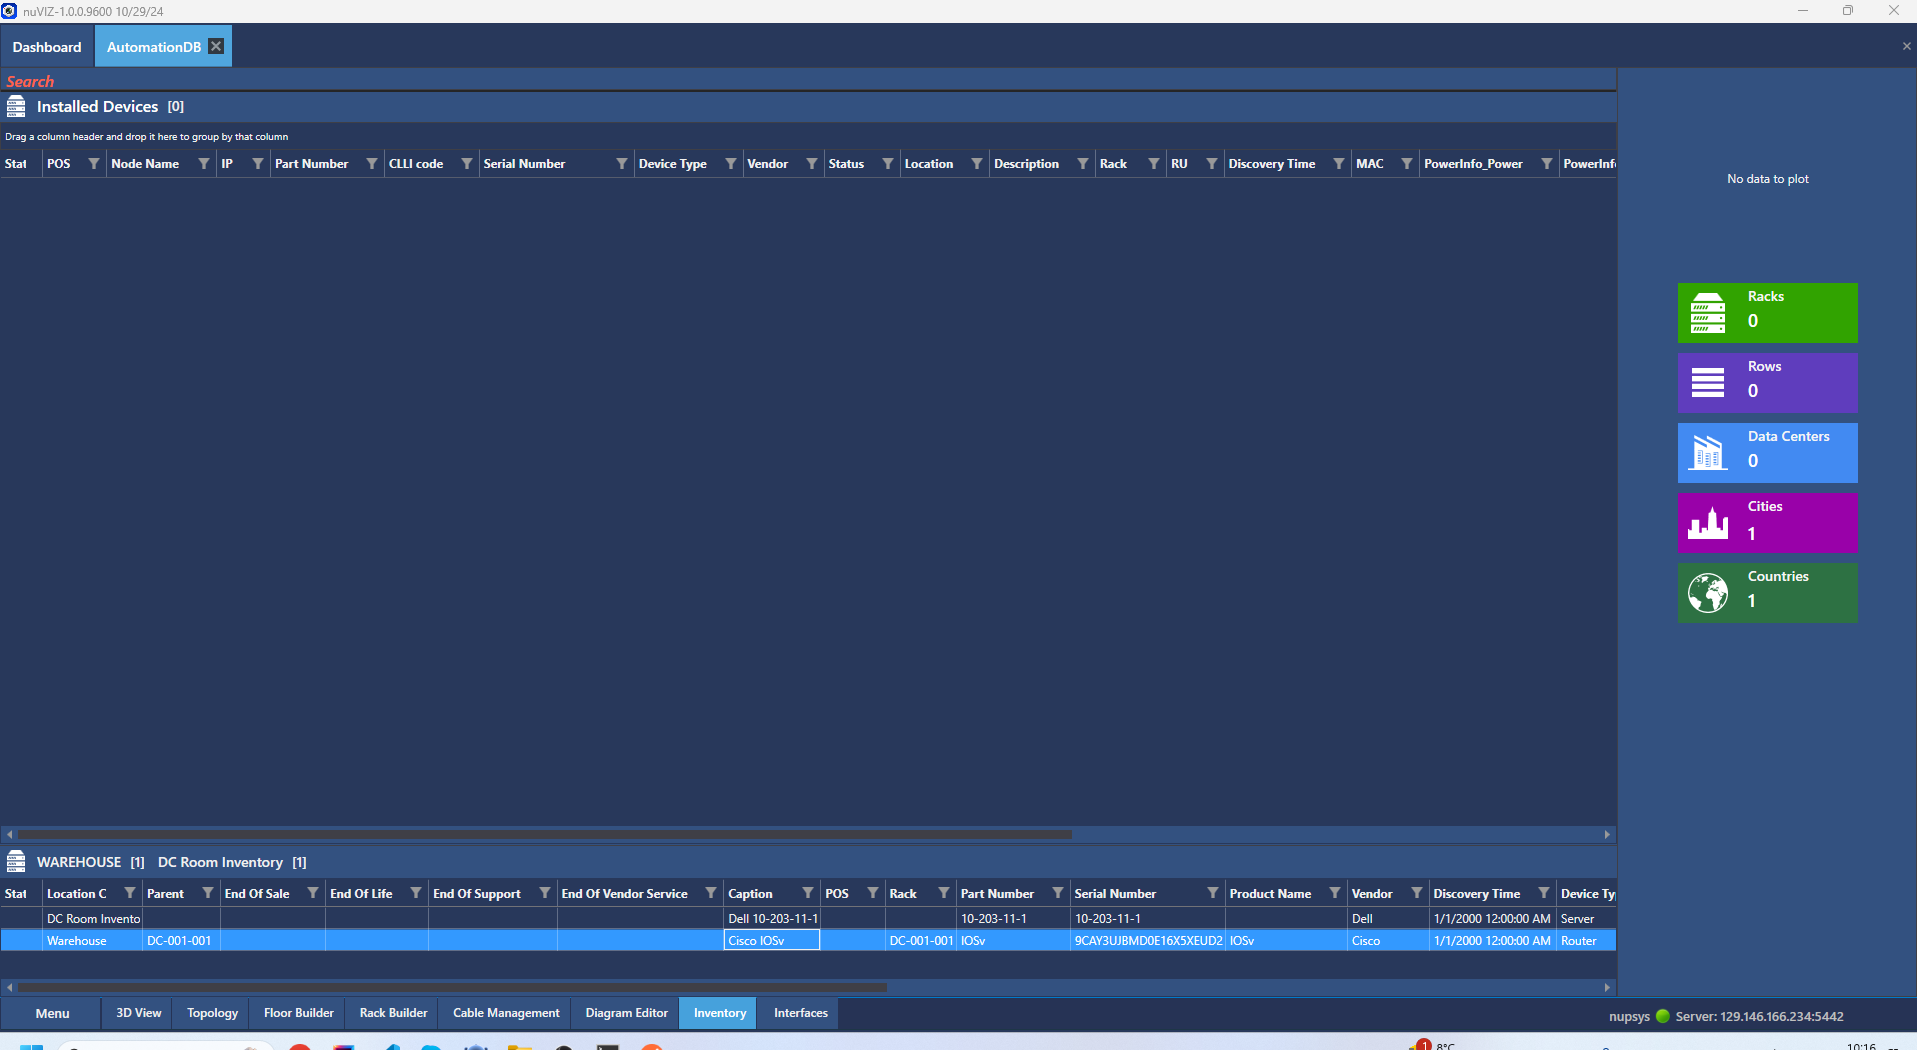 nuVIZ-1.0.0.9600 10/29/24
Dashboard AutomationDB
Search
Installed Devices [0]
Drag a column header and drop it here to group by that column
Stat POS Node Name IP Part Number CLLI code Serial Number Device Type Vendor Status Location Description Rack RU Discovery Time MAC PowerInfo_Power PowerInf
No data to plot
Racks
0
Rows
0
Data Centers
0
Cities
1
Countries
1
WAREHOUSE [1] DC Room Inventory [1]
Stat Location C Parent End Of Sale End Of Life End Of Support End Of Vendor Service Caption POS Rack Part Number Serial Number Product Name Vendor Discovery Time Device Ty
DC Room Invento Dell 10-203-11-1 10-203-11-1 10-203-11-1 Dell 1/1/2000 12:00:00 AM Server
Warehouse DC-001-001 Cisco IOSv DC-001-001 IOSv 9CAY3UJBMD0E16X5XEUD2 IOSv Cisco 1/1/2000 12:00:00 AM Router
Menu 3D View Topology Floor Builder Rack Builder Cable Management Diagram Editor Inventory Interfaces
nupsys Server: 129.146.166.234:5442
1 8°C 10:16